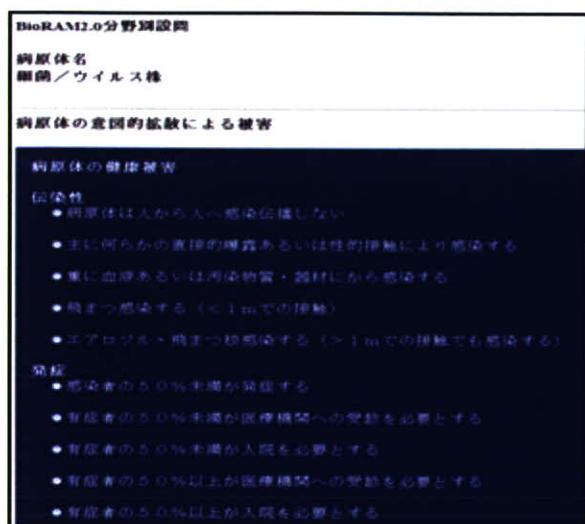 BioRAM2.0分野別設問
病原体名
細菌／ウイルス株
病原体の意図的拡散による被害
病原体の健康被害
伝染性
●病原体は人から人へ感染伝播しない
●主に何らかの直接的曝露あるいは性的接触により感染する
●重に血液あるいは汚染物質・器材にから感染する
●飛まつ感染する（＜１ｍでの接触）
●エアロゾル・飛まつ核感染する（＞１ｍでの接触でも感染する）
発症
●感染者の５０％未満が発症する
●有症者の５０％未満が医療機関への受診を必要とする
●有症者の５０％未満が入院を必要とする
●有症者の５０％以上が医療機関への受診を必要とする
●有症者の５０％以上が入院を必要とする